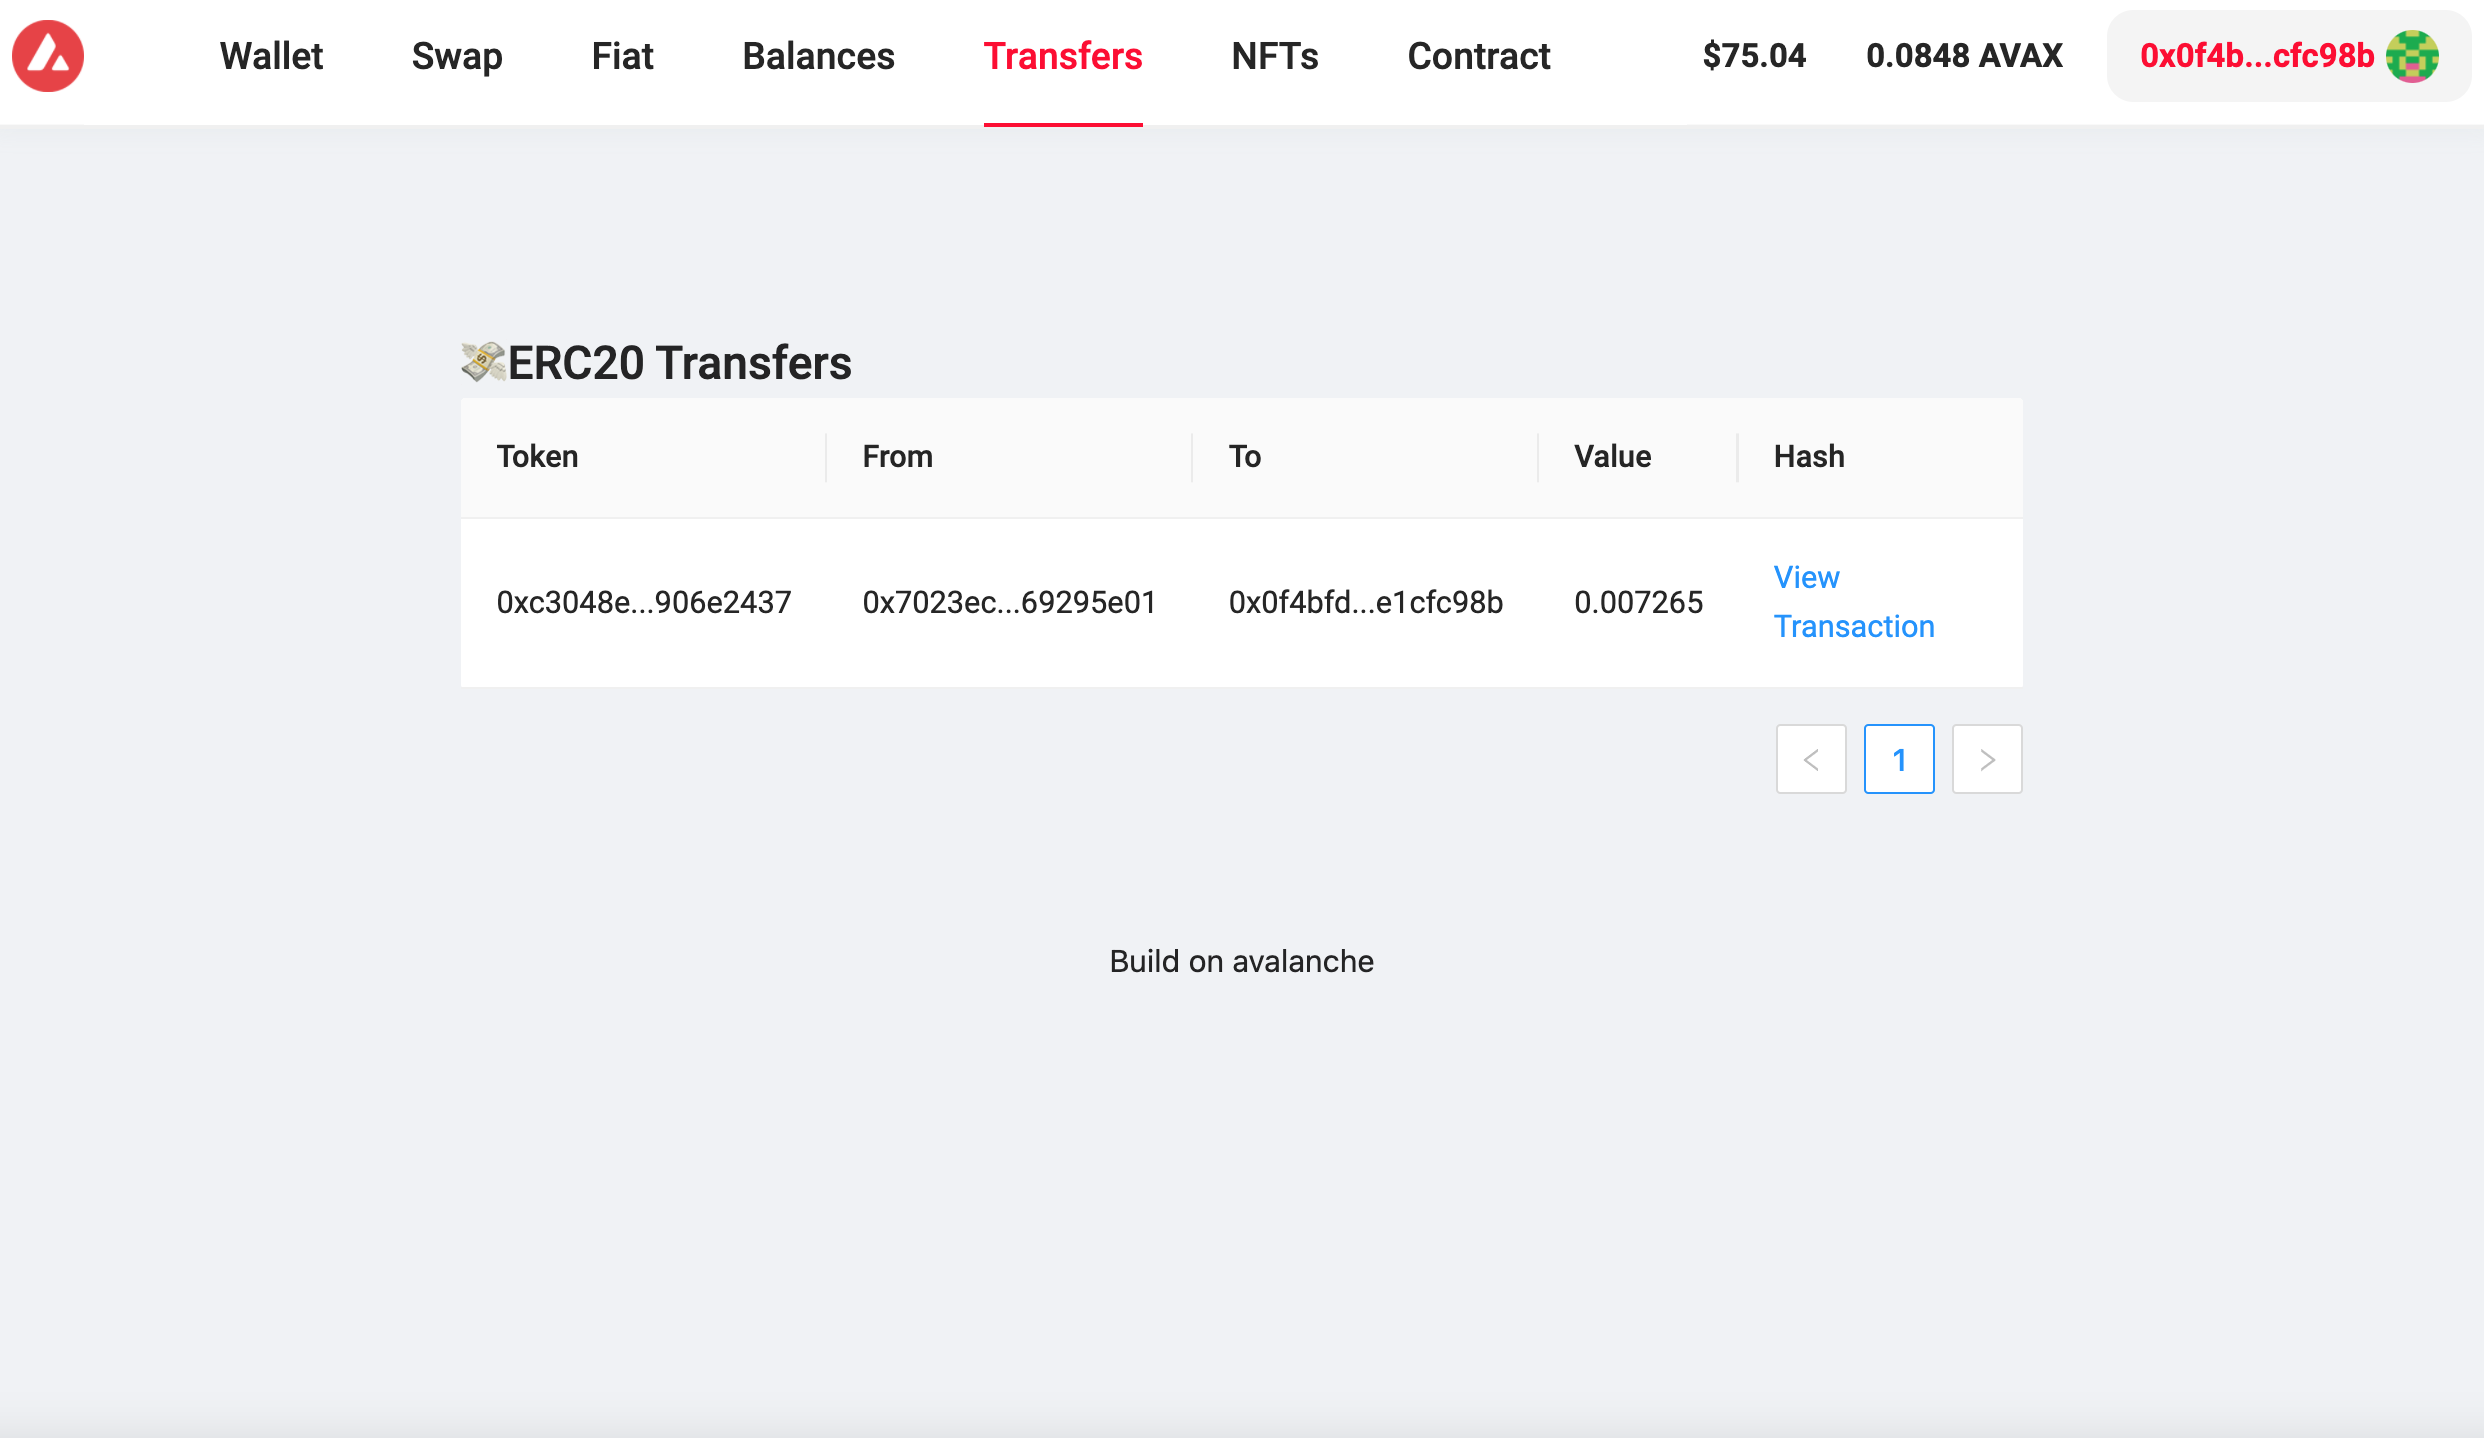 Wallet Swap Fiat Balances Transfers NFTs Contract $75.04 0.0848 AVAX 0x0f4b...cfc98b
💸ERC20 Transfers
Token From To Value Hash
0xc3048e...906e2437 0x7023ec...69295e01 0x0f4bfd...e1cfc98b 0.007265 View
Transaction
< 1 >
Build on avalanche